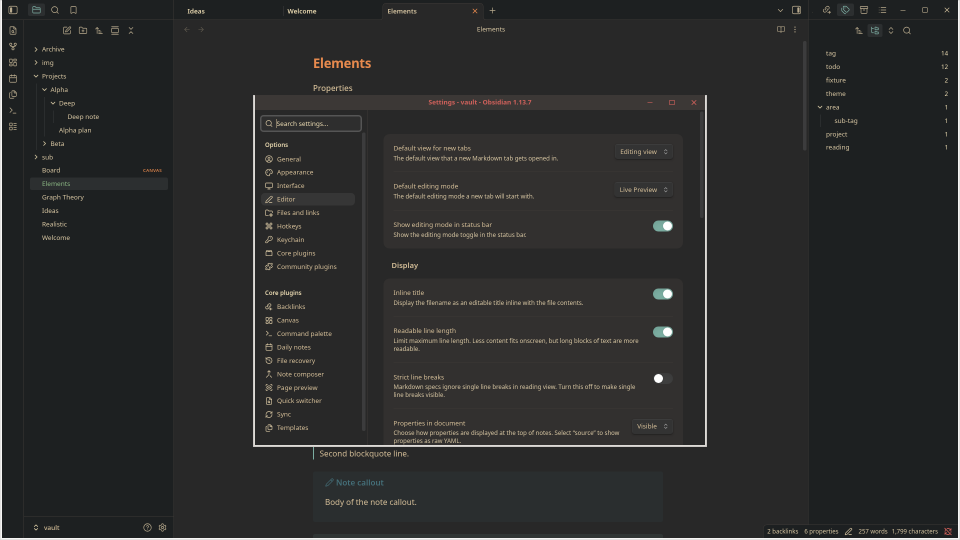 Ideas
Welcome
Elements
Elements
Archive
Img
Projects
Alpha
Deep
Deep note
Alpha plan
Beta
sub
Board
CANVAS
Elements
Graph Theory
Ideas
Realistic
Welcome
vault
Elements
Properties
Settings - vault - Obsidian 1.13.7
Search settings...
Options
General
Appearance
Interface
Editor
Files and links
Hotkeys
Keychain
Core plugins
Community plugins
Core plugins
Backlinks
Canvas
Command palette
Daily notes
File recovery
Note composer
Page preview
Quick switcher
Sync
Templates
Default view for new tabs
The default view that a new Markdown tab gets opened in.
Editing view
Default editing mode
The default editing mode a new tab will start with.
Live Preview
Show editing mode in status bar
Show the editing mode toggle in the status bar.
Display
Inline title
Display the filename as an editable title inline with the file contents.
Readable line length
Limit maximum line length. Less content fits onscreen, but long blocks of text are more
readable.
Strict line breaks
Markdown specs ignore single line breaks in reading view. Turn this off to make single
line breaks visible.
Properties in document
Choose how properties are displayed at the top of notes. Select "source" to show
properties as raw YAML.
Visible
Second blockquote line.
Note callout
Body of the note callout.
tag 14
todo 12
fixture 2
theme 2
area 1
sub-tag 1
project 1
reading 1
2 backlinks 6 properties 257 words 1,799 characters